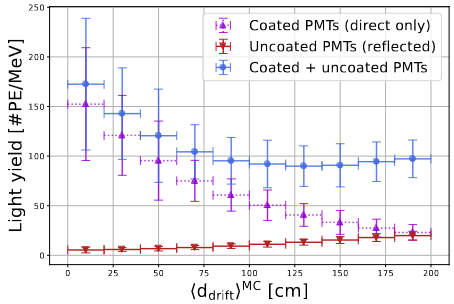 Light yield [#PE/MeV]
250
200
150
100
50
0
Coated PMTs (direct only)
Uncoated PMTs (reflected)
Coated + uncoated PMTs
0 25 50 75 100 125 150 175 200
⟨d_drift⟩^MC [cm]